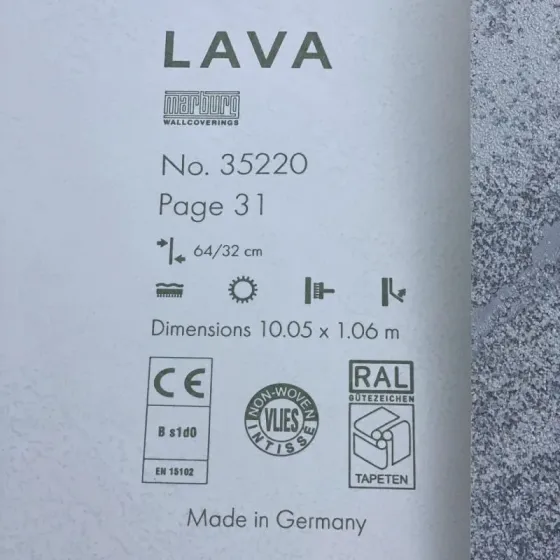 LAVA
marburg
WALLCOVERINGS
No. 35220
Page 31
64/32 cm
Dimensions 10.05 x 1.06 m
CE
B s1d0
EN 15102
NON-WOVEN
VLIES
INTISSÉ
RAL
GÜTEZEICHEN
TAPETEN
Made in Germany